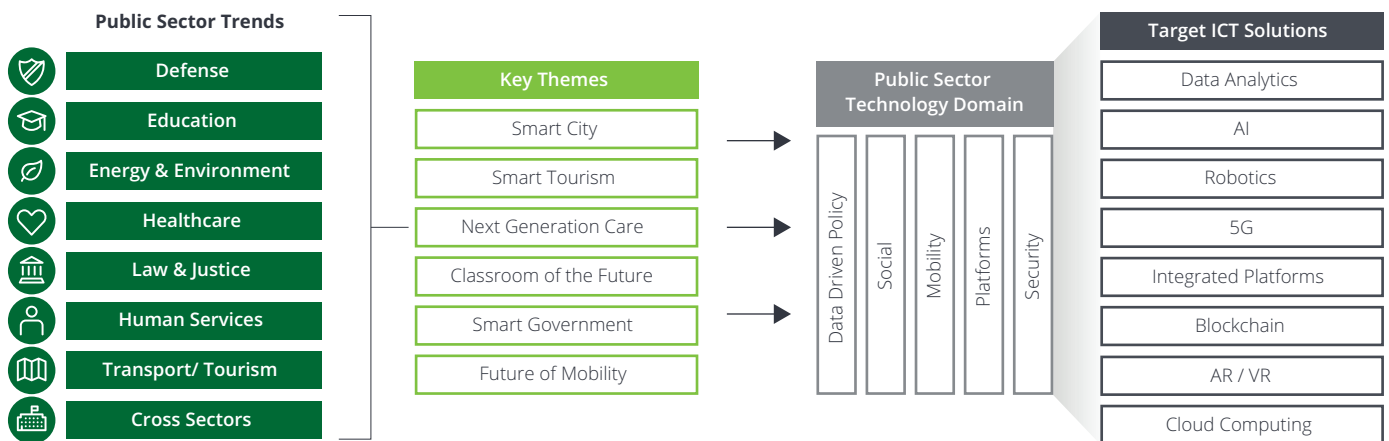 Public Sector Trends
Defense
Education
Energy & Environment
Healthcare
Law & Justice
Human Services
Transport/ Tourism
Cross Sectors
Key Themes
Smart City
Smart Tourism
Next Generation Care
Classroom of the Future
Smart Government
Future of Mobility
Public Sector
Technology Domain
Data Driven Policy
Social
Mobility
Platforms
Security
Target ICT Solutions
Data Analytics
AI
Robotics
5G
Integrated Platforms
Blockchain
AR / VR
Cloud Computing